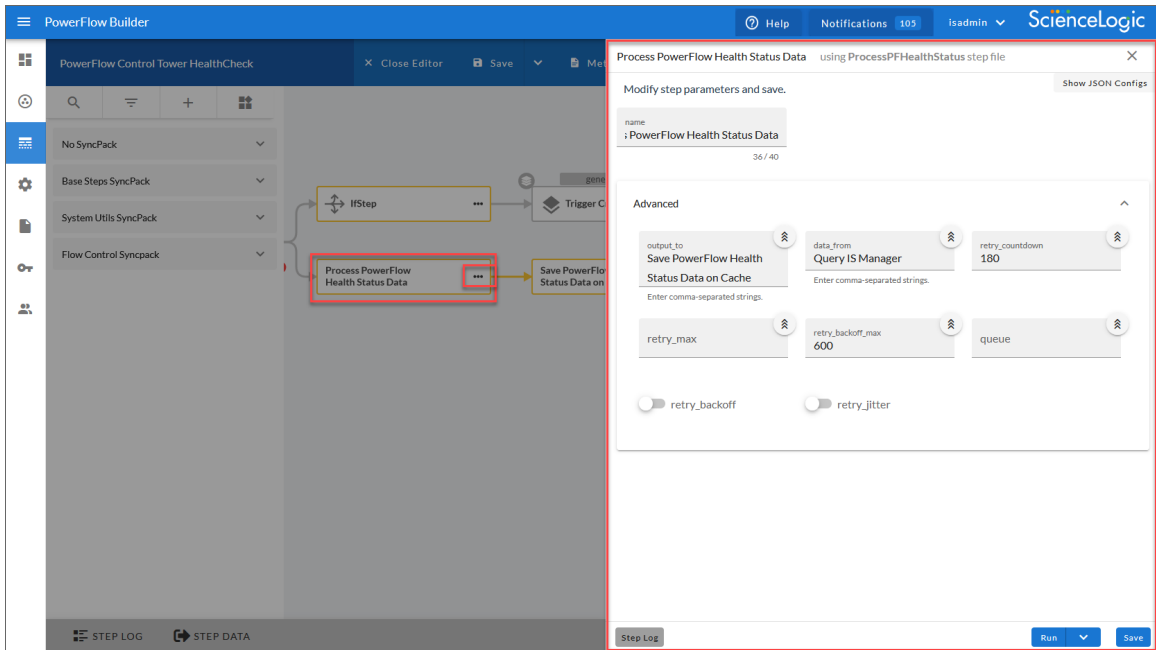 PowerFlow Builder
Help
Notifications 105
isadmin
ScienceLogic
PowerFlow Control Tower HealthCheck
Close Editor
Save
Met
No SyncPack
Base Steps SyncPack
System Utils SyncPack
Flow Control Syncpack
IfStep
gene
Trigger C
Process PowerFlow
Health Status Data
Save PowerFlo
Status Data on
STEP LOG
STEP DATA
Process PowerFlow Health Status Data using ProcessPFHealthStatus step file
Show JSON Configs
Modify step parameters and save.
name
s PowerFlow Health Status Data
36 / 40
Advanced
output_to
Save PowerFlow Health
Status Data on Cache
Enter comma-separated strings.
data_from
Query IS Manager
Enter comma-separated strings.
retry_countdown
180
retry_max
retry_backoff_max
600
queue
retry_backoff
retry_jitter
Step Log
Run
Save